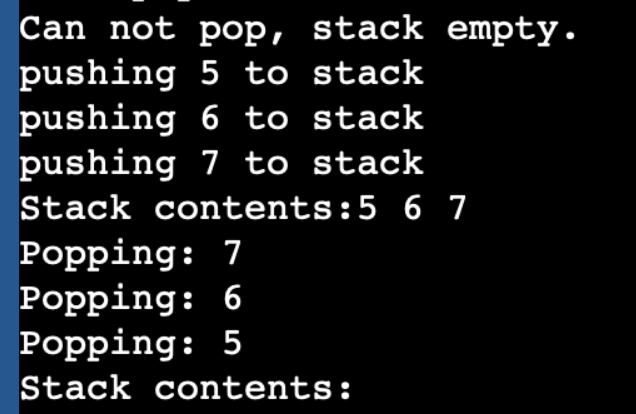 Can not pop, stack empty.
pushing 5 to stack
pushing 6 to stack
pushing 7 to stack
Stack contents:5 6 7
Popping: 7
Popping: 6
Popping: 5
Stack contents: